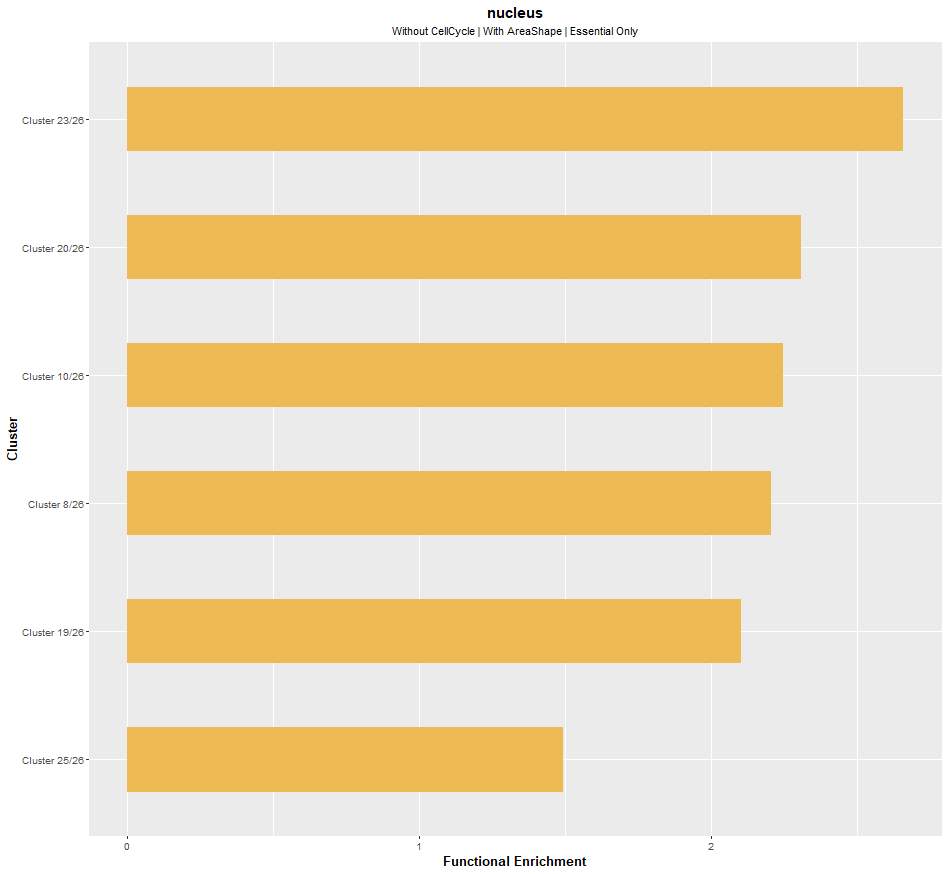 nucleus
Without CellCycle | With AreaShape | Essential Only
Cluster
Cluster 23/26
Cluster 20/26
Cluster 10/26
Cluster 8/26
Cluster 19/26
Cluster 25/26
0 1 2
Functional Enrichment